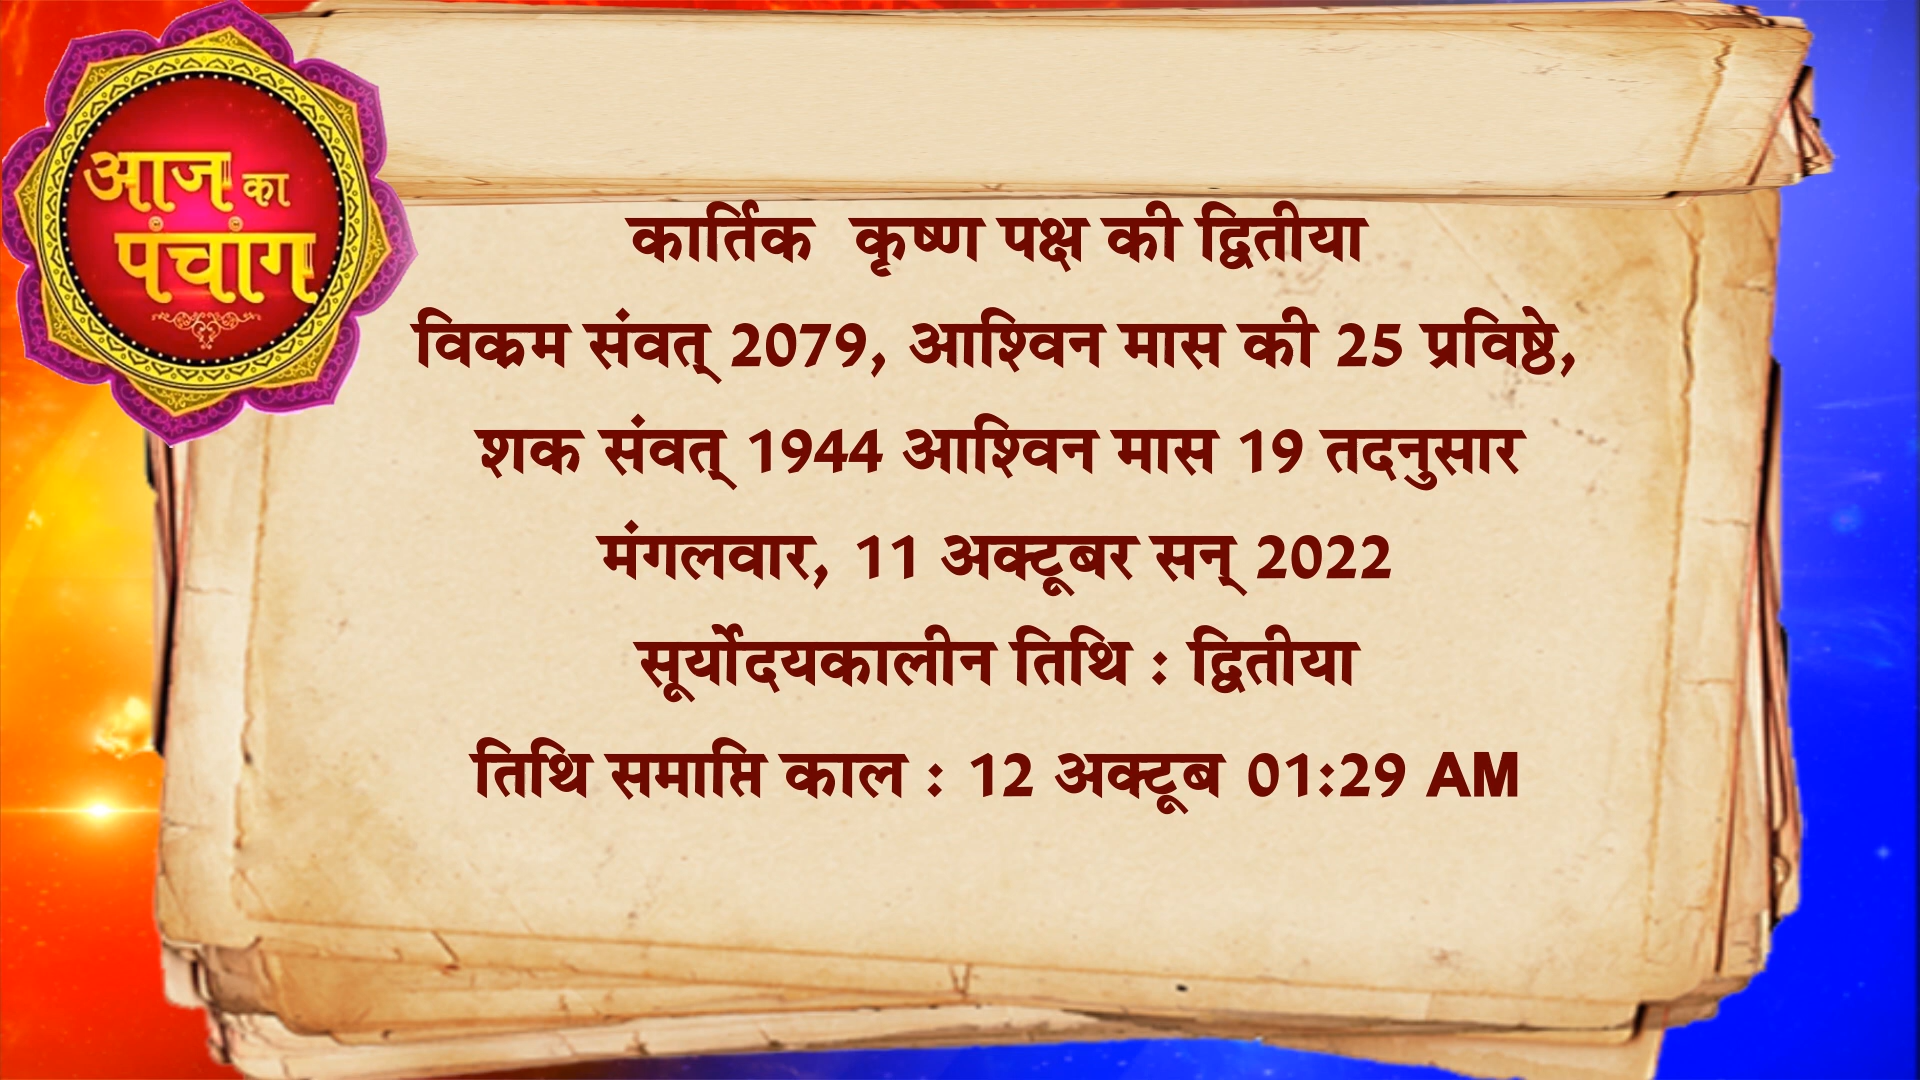 आज का
पंचांग
कार्तिक कृष्ण पक्ष की द्वितीया
विक्रम संवत् 2079, आश्विन मास की 25 प्रविष्ठे,
शक संवत् 1944 आश्विन मास 19 तदनुसार
मंगलवार, 11 अक्टूबर सन् 2022
सूर्योदयकालीन तिथि : द्वितीया
तिथि समाप्ति काल : 12 अक्टूब 01:29 AM